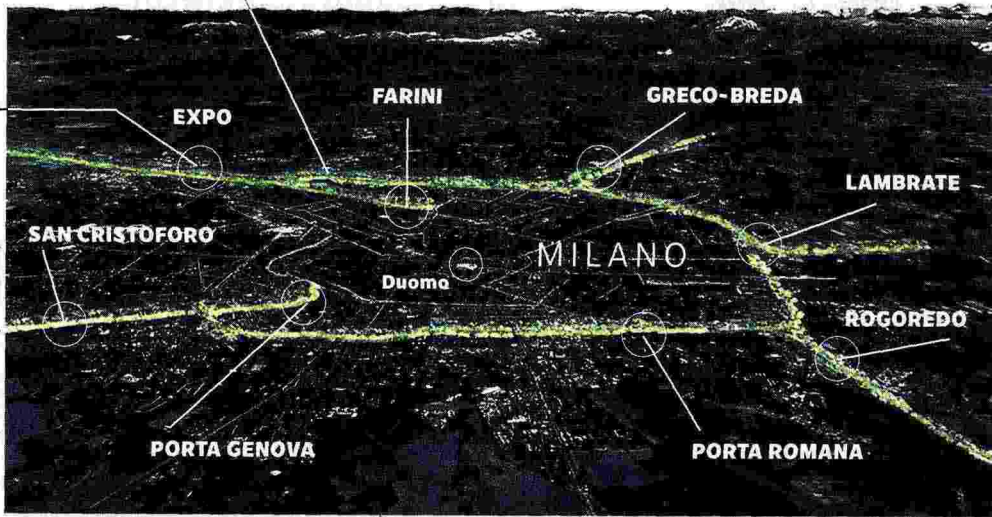 FARINI
GRECO-BREDA
EXPO
LAMBRATE
SAN CRISTOFORO
MILANO
Duomo
ROGOREDO
PORTA GENOVA
PORTA ROMANA